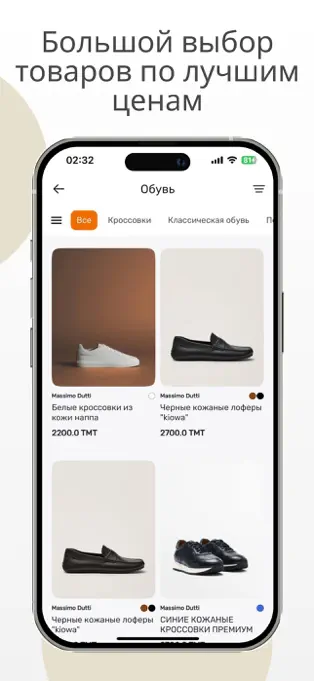 Большой выбор
товаров по лучшим
ценам
02:32
Обувь
Все
Кроссовки
Классическая обувь
Massimo Dutti
Белые кроссовки из
кожи наппа
2200.0 ТМТ
Massimo Dutti
Черные кожаные лоферы
"kiowa"
2700.0 ТМТ
Massimo Dutti
Черные кожаные лоферы
"kiowa"
Massimo Dutti
СИНИЕ КОЖАНЫЕ
КРОССОВКИ ПРЕМИУМ